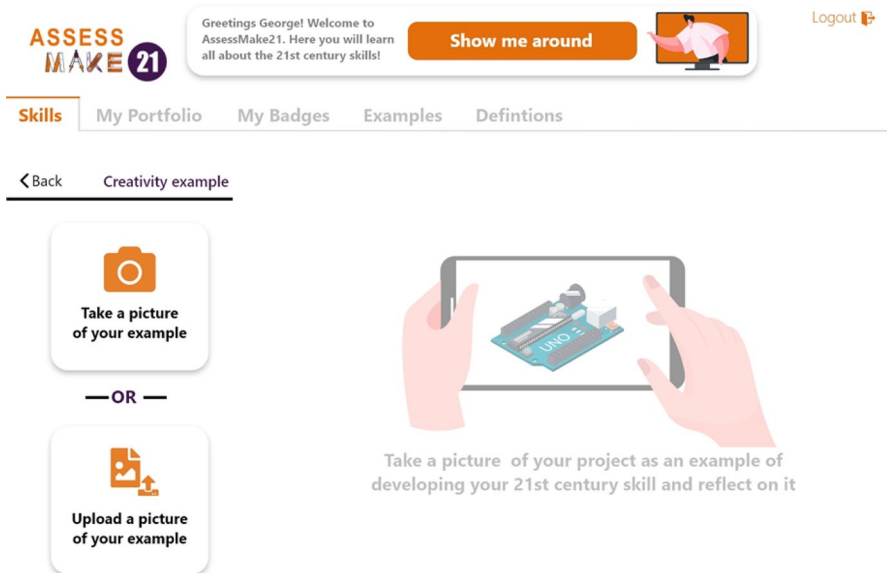 ASSESS
MAKE 21
Greetings George! Welcome to
AssessMake21. Here you will learn
all about the 21st century skills!
Show me around
Logout
Skills
My Portfolio
My Badges
Examples
Defintions
Back
Creativity example
Take a picture
of your example
OR
Upload a picture
of your example
UNO
Take a picture of your project as an example of
developing your 21st century skill and reflect on it